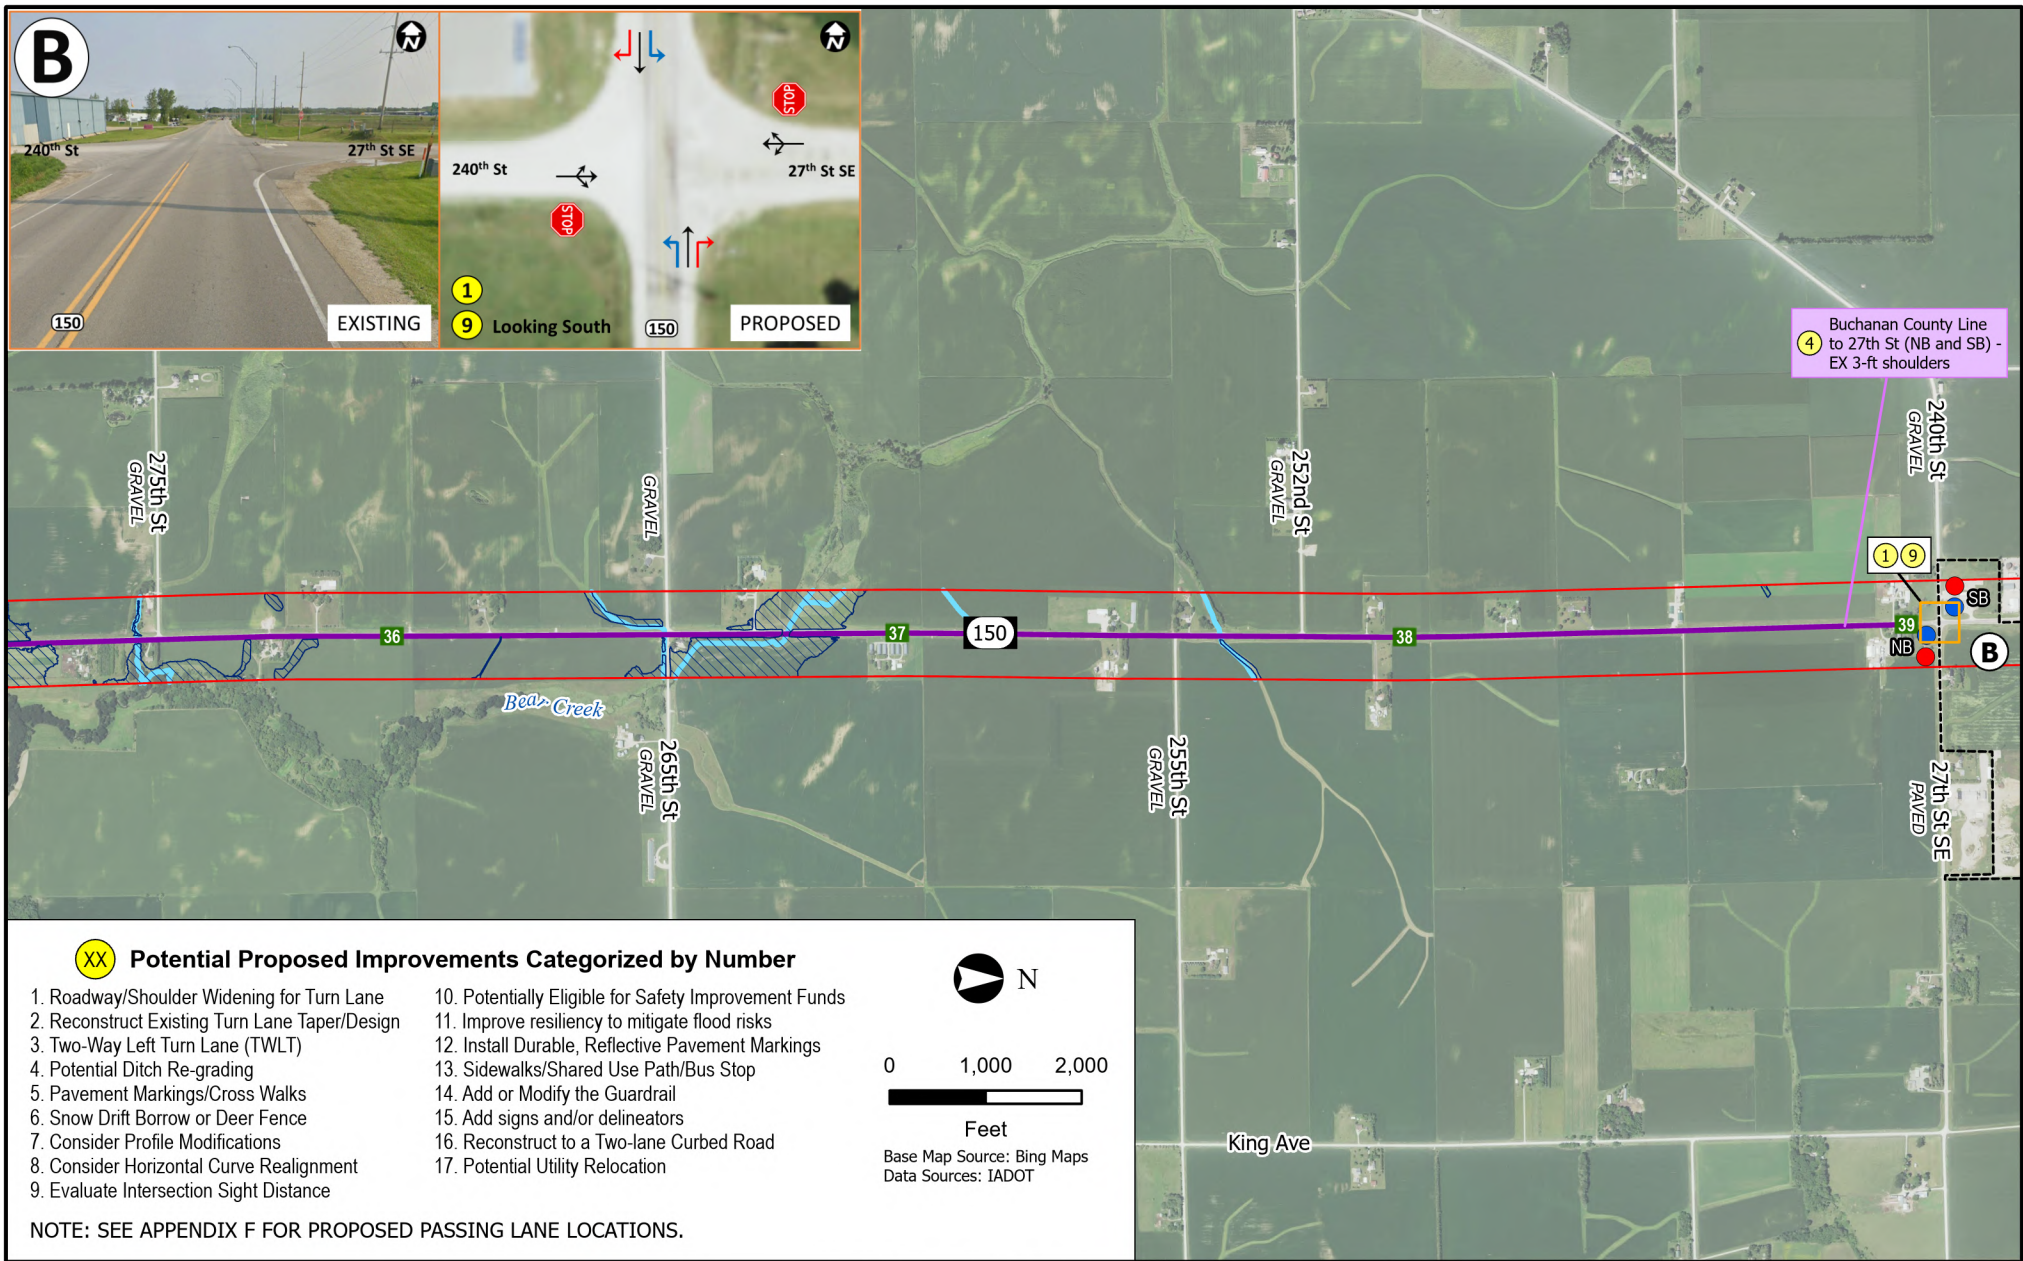 B
N
240th St
27th St SE
150
EXISTING
N
STOP
240th St
27th St SE
STOP
1
9 Looking South
150
PROPOSED
4
Buchanan County Line
to 27th St (NB and SB) -
EX 3-ft shoulders
275th St
GRAVEL
GRAVEL
252nd St
GRAVEL
240th St
GRAVEL
1 9
SB
36
37
150
38
39
NB
B
Bear Creek
265th St
GRAVEL
255th St
GRAVEL
27th St SE
PAVED
King Ave
XX Potential Proposed Improvements Categorized by Number
1. Roadway/Shoulder Widening for Turn Lane
2. Reconstruct Existing Turn Lane Taper/Design
3. Two-Way Left Turn Lane (TWLT)
4. Potential Ditch Re-grading
5. Pavement Markings/Cross Walks
6. Snow Drift Borrow or Deer Fence
7. Consider Profile Modifications
8. Consider Horizontal Curve Realignment
9. Evaluate Intersection Sight Distance
10. Potentially Eligible for Safety Improvement Funds
11. Improve resiliency to mitigate flood risks
12. Install Durable, Reflective Pavement Markings
13. Sidewalks/Shared Use Path/Bus Stop
14. Add or Modify the Guardrail
15. Add signs and/or delineators
16. Reconstruct to a Two-lane Curbed Road
17. Potential Utility Relocation
N
0 1,000 2,000
Feet
Base Map Source: Bing Maps
Data Sources: IADOT
NOTE: SEE APPENDIX F FOR PROPOSED PASSING LANE LOCATIONS.